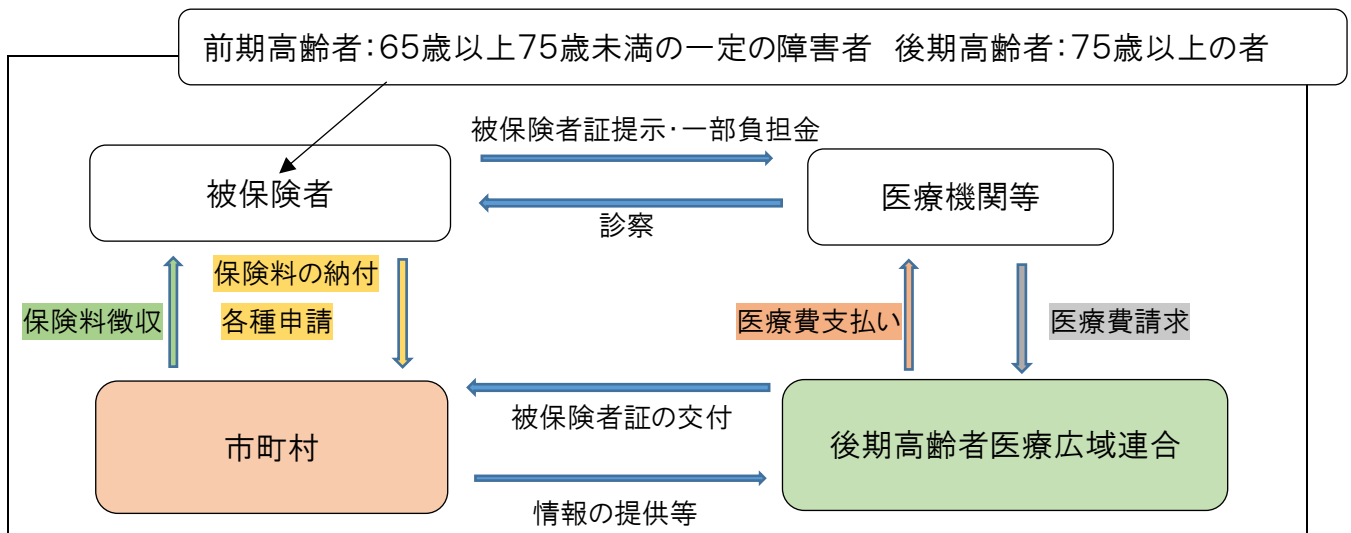 前期高齢者：65歳以上75歳未満の一定の障害者　後期高齢者：75歳以上の者
被保険者証提示・一部負担金
被保険者
医療機関等
診察
保険料の納付
保険料徴収
各種申請
医療費支払い
医療費請求
被保険者証の交付
市町村
後期高齢者医療広域連合
情報の提供等